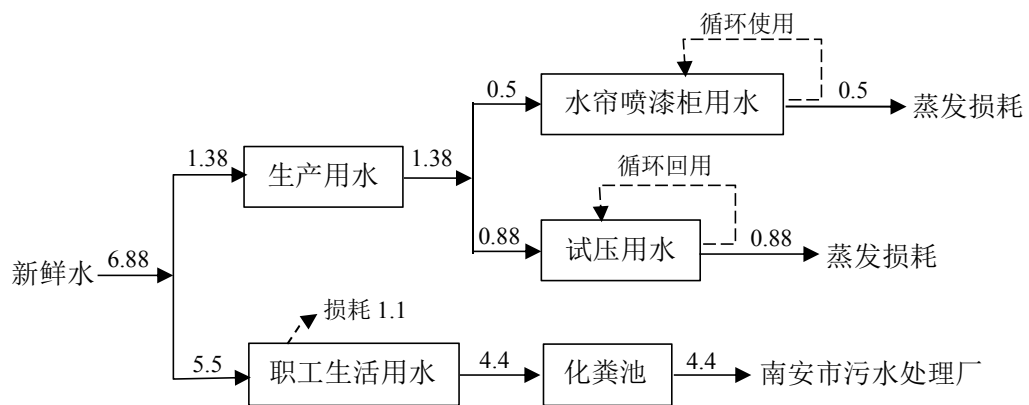 循环使用
0.5
水帘喷漆柜用水
0.5
蒸发损耗
1.38
生产用水
1.38
循环回用
0.88
试压用水
0.88
蒸发损耗
新鲜水
6.88
损耗 1.1
5.5
职工生活用水
4.4
化粪池
4.4
南安市污水处理厂